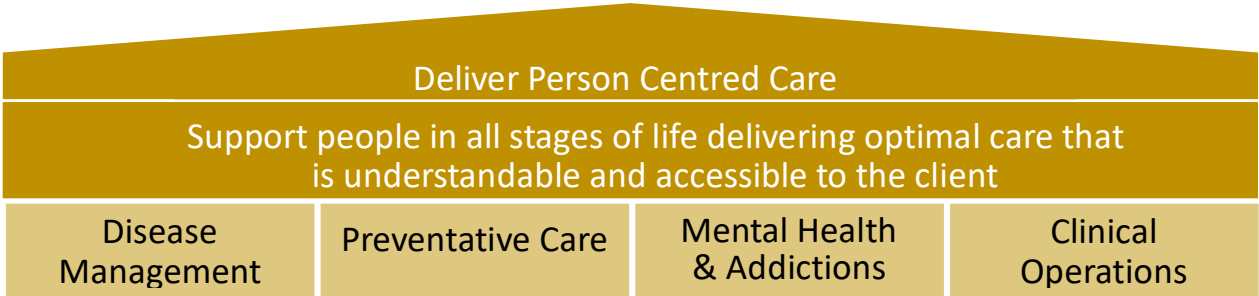 Deliver Person Centred Care
Support people in all stages of life delivering optimal care that
is understandable and accessible to the client
Disease
Management
Preventative Care
Mental Health
& Addictions
Clinical
Operations